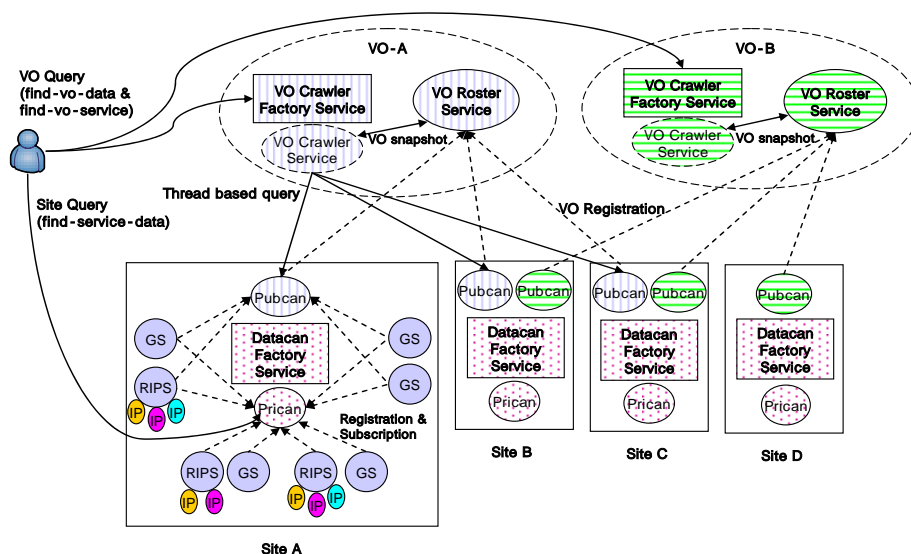 VO-A
VO-B
VO Query
(find-vo-data &
find-vo-service)
VO Crawler
Factory Service
VO Roster
Service
VO Crawler
Service
VO snapshot
VO Crawler
Factory Service
VO Roster
Service
VO Crawler
Service
VO snapshot
Thread based query
Site Query
(find-service-data)
VO Registration
Pubcan
GS
Datacan
Factory
Service
GS
RIPS
GS
IP
IP
IP
Prican
Registration &
Subscription
RIPS
GS
RIPS
GS
IP
IP
IP
IP
IP
Site A
Pubcan
Pubcan
Datacan
Factory
Service
Prican
Site B
Pubcan
Pubcan
Datacan
Factory
Service
Prican
Site C
Pubcan
Datacan
Factory
Service
Prican
Site D